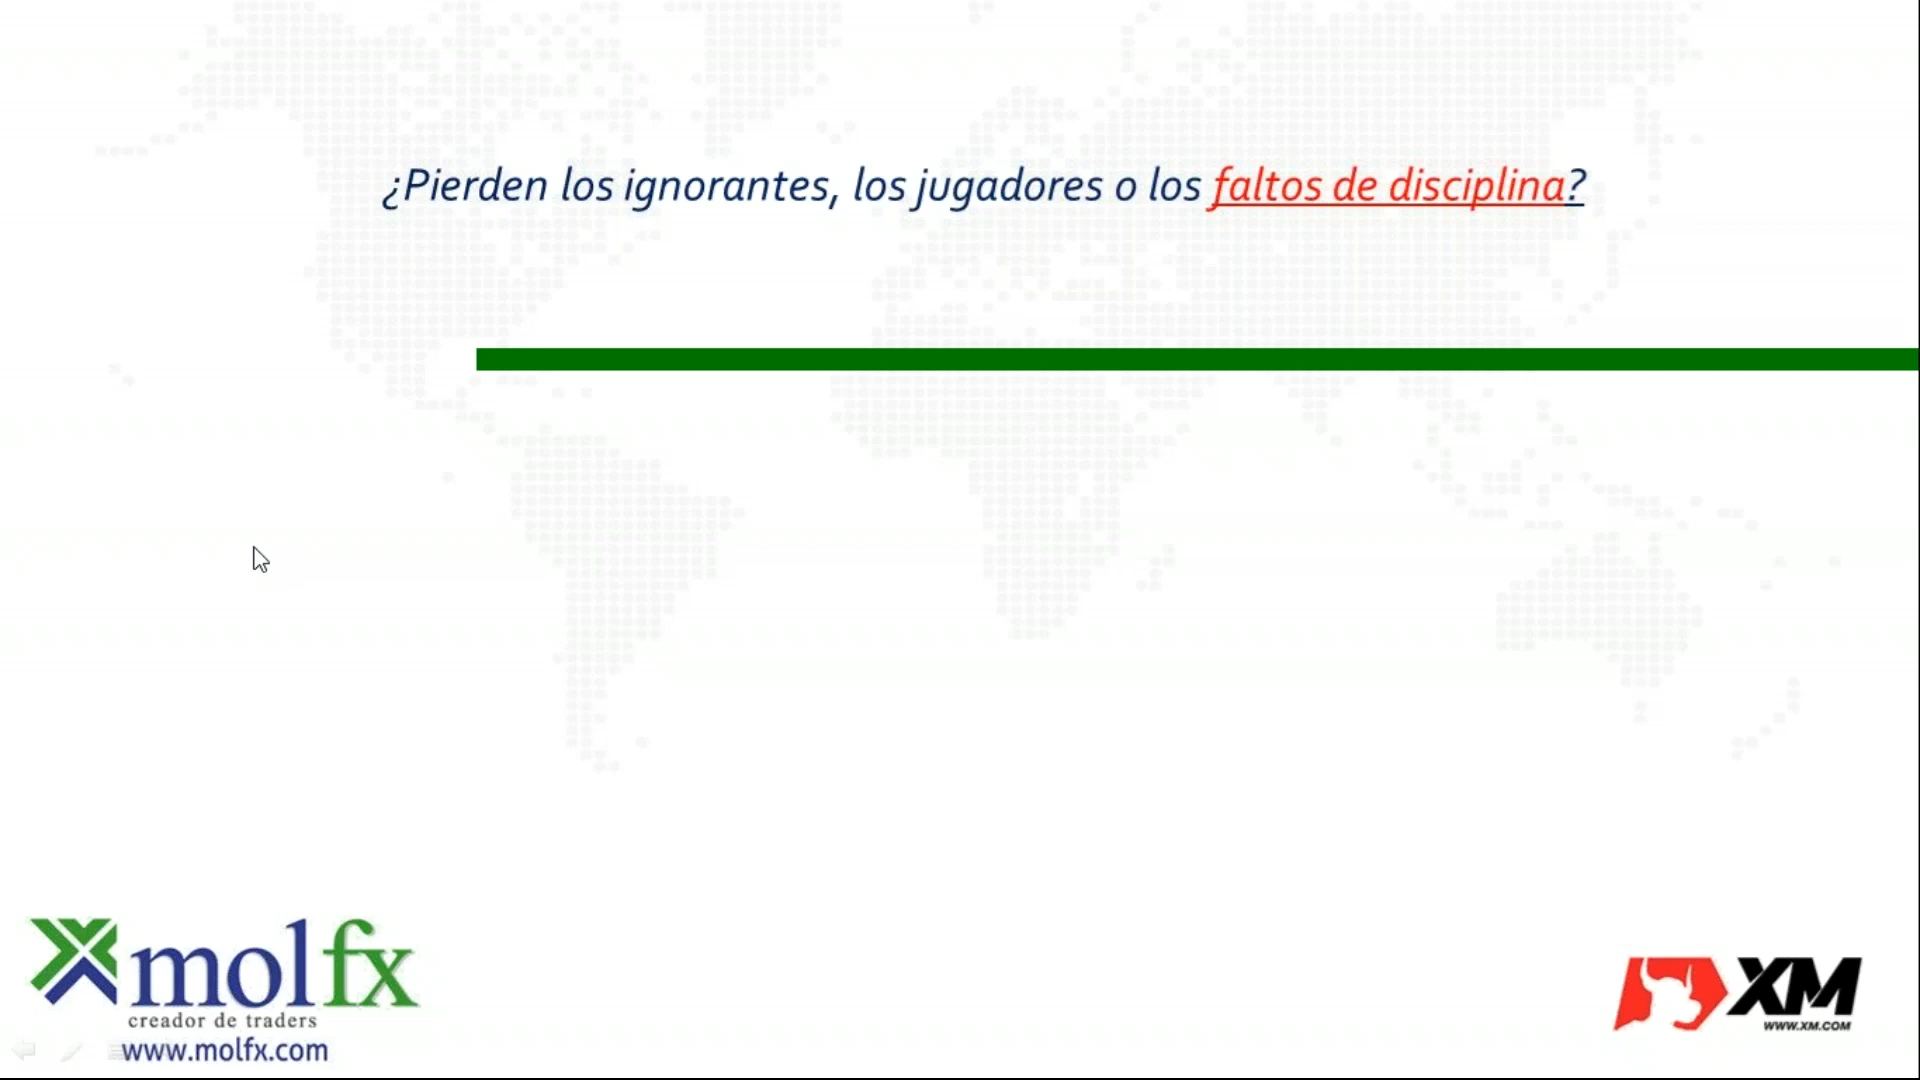 ¿Pierden los ignorantes, los jugadores o los faltos de disciplina?
molfx
creador de traders
www.molfx.com
XM
WWW.XM.COM